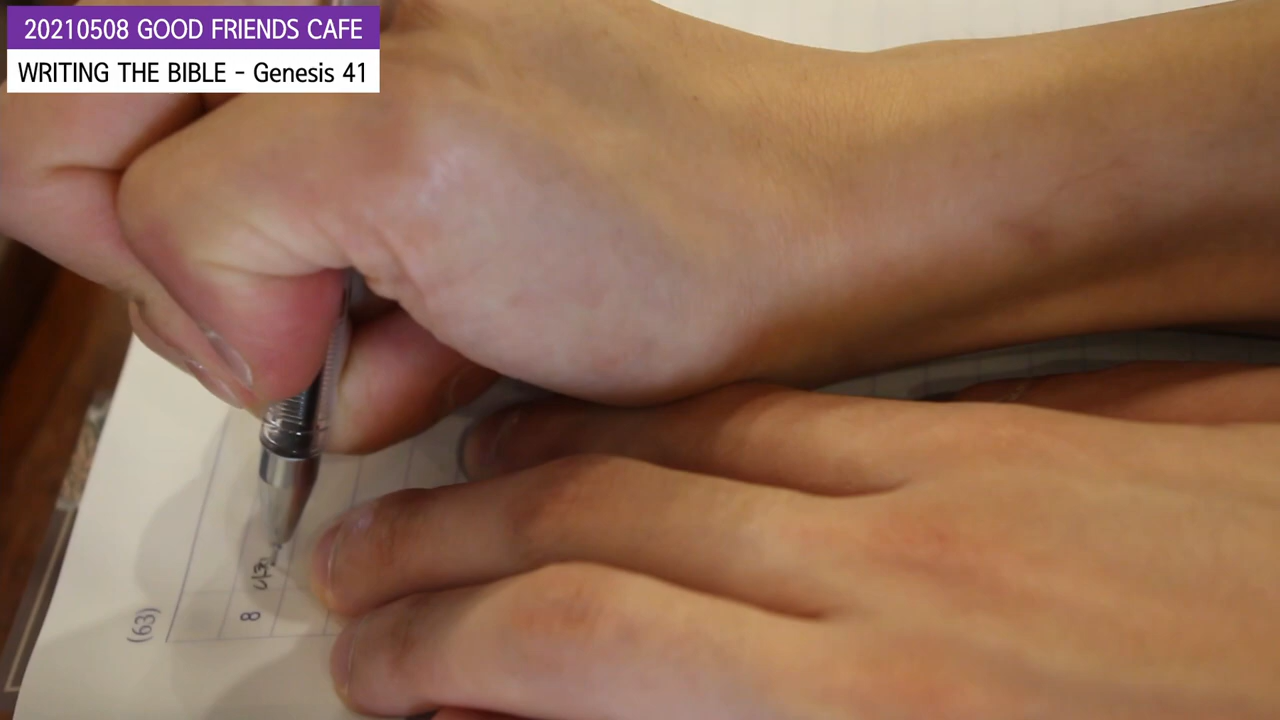 20210508 GOOD FRIENDS CAFE
WRITING THE BIBLE - Genesis 41
(63)
8